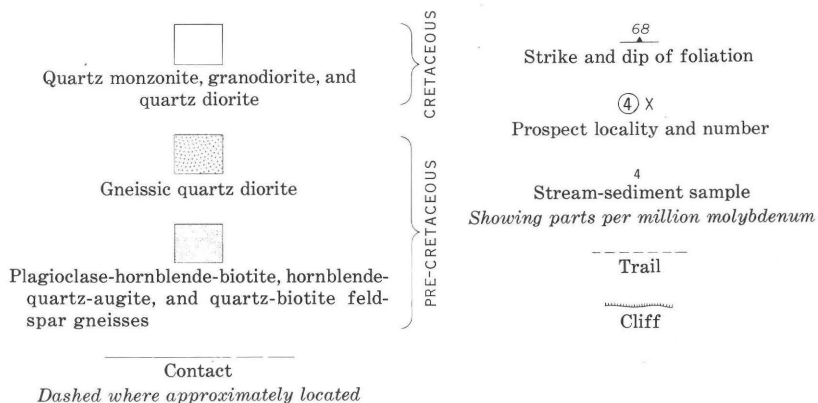 Quartz monzonite, granodiorite, and
quartz diorite
CRETACEOUS
Gneissic quartz diorite
Plagioclase-hornblende-biotite, hornblende-
quartz-augite, and quartz-biotite feld-
spar gneisses
PRE-CRETACEOUS
Contact
Dashed where approximately located
68
Strike and dip of foliation
4 X
Prospect locality and number
4
Stream-sediment sample
Showing parts per million molybdenum
Trail
Cliff